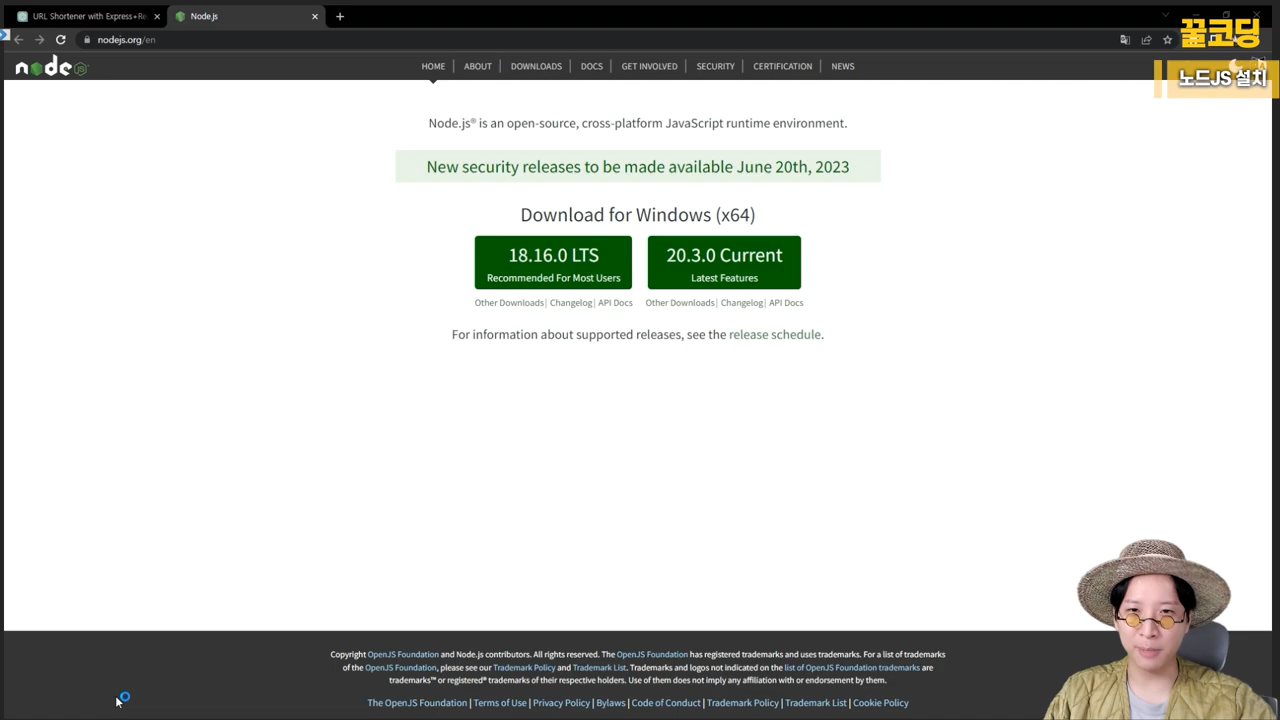 URL Shortener with Express+Re
Node.js
nodejs.org/en
꿀코딩
노드JS 설치
node JS
HOME
ABOUT
DOWNLOADS
DOCS
GET INVOLVED
SECURITY
CERTIFICATION
NEWS
Node.js® is an open-source, cross-platform JavaScript runtime environment.
New security releases to be made available June 20th, 2023
Download for Windows (x64)
18.16.0 LTS
Recommended For Most Users
20.3.0 Current
Latest Features
Other Downloads | Changelog | API Docs
Other Downloads | Changelog | API Docs
For information about supported releases, see the release schedule.
Copyright OpenJS Foundation and Node.js contributors. All rights reserved. The OpenJS Foundation has registered trademarks and uses trademarks. For a list of trademarks
of the OpenJS Foundation, please see our Trademark Policy and Trademark List. Trademarks and logos not indicated on the list of OpenJS Foundation trademarks are
trademarks™ or registered® trademarks of their respective holders. Use of them does not imply any affiliation with or endorsement by them.
The OpenJS Foundation | Terms of Use | Privacy Policy | Bylaws | Code of Conduct | Trademark Policy | Trademark List | Cookie Policy